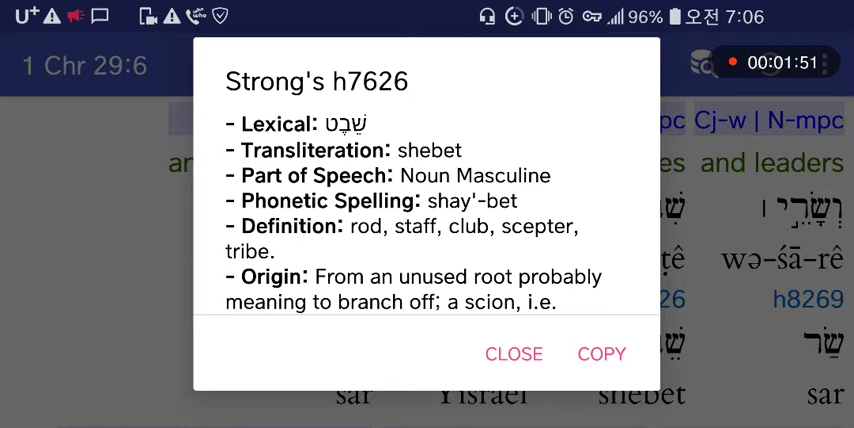 U+ who 96% 오전 7:06
1 Chr 29:6 00:01:51
Strong's h7626
- Lexical: שֵׁבֶט
- Transliteration: shebet
- Part of Speech: Noun Masculine
- Phonetic Spelling: shay'-bet
- Definition: rod, staff, club, scepter,
tribe.
- Origin: From an unused root probably
meaning to branch off; a scion, i.e.
CLOSE COPY
pc Cj-w | N-mpc
and leaders
וְשָׂרֵ֣י ׀
wə-śā-rê
h8269
שַׂר
sar Yisrael shebet sar